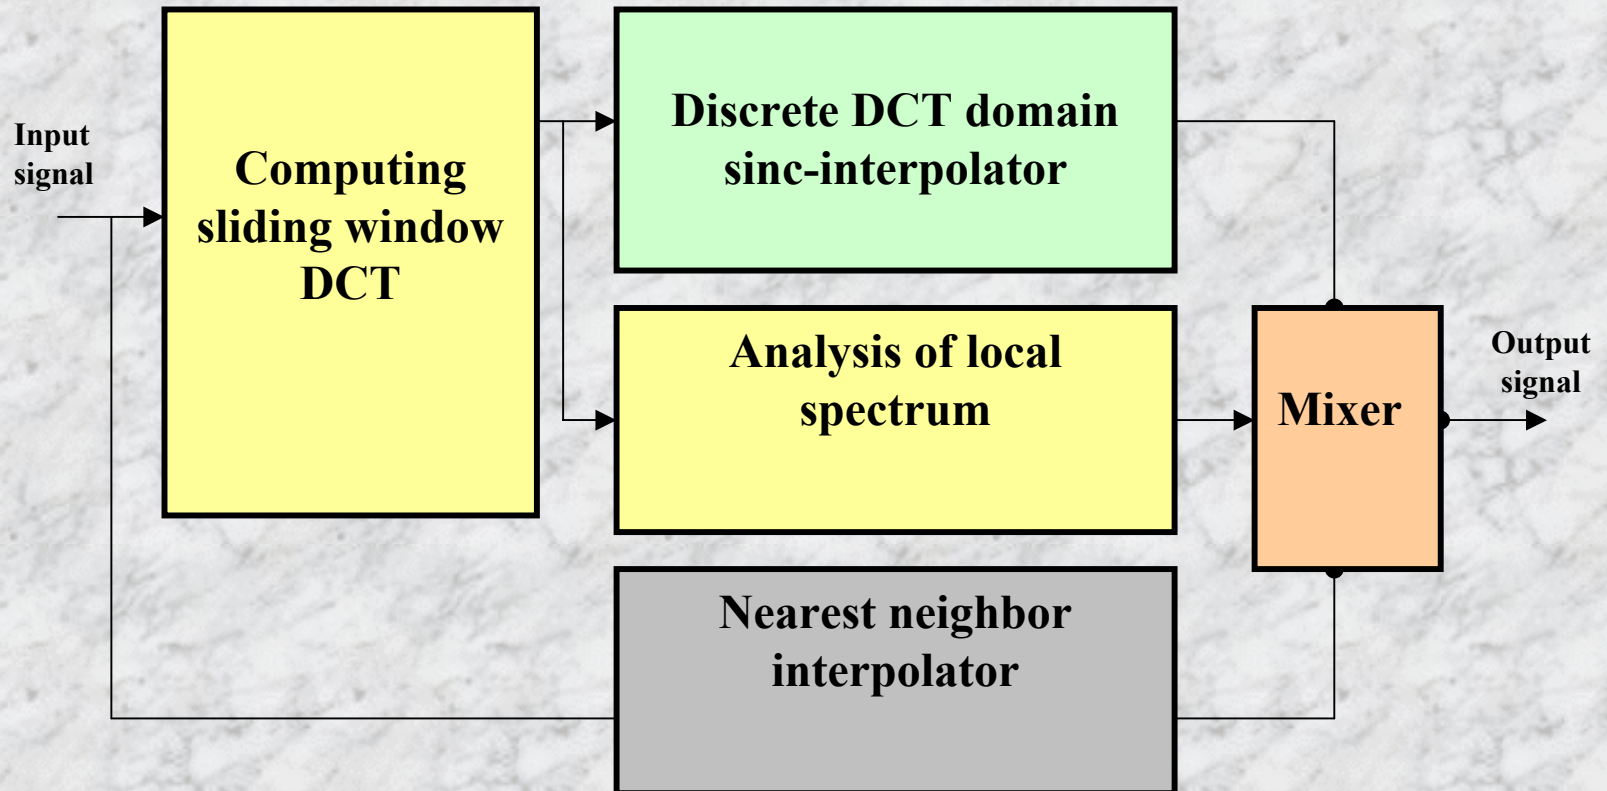 Input
signal
Computing
sliding window
DCT
Discrete DCT domain
sinc-interpolator
Analysis of local
spectrum
Nearest neighbor
interpolator
Mixer
Output
signal